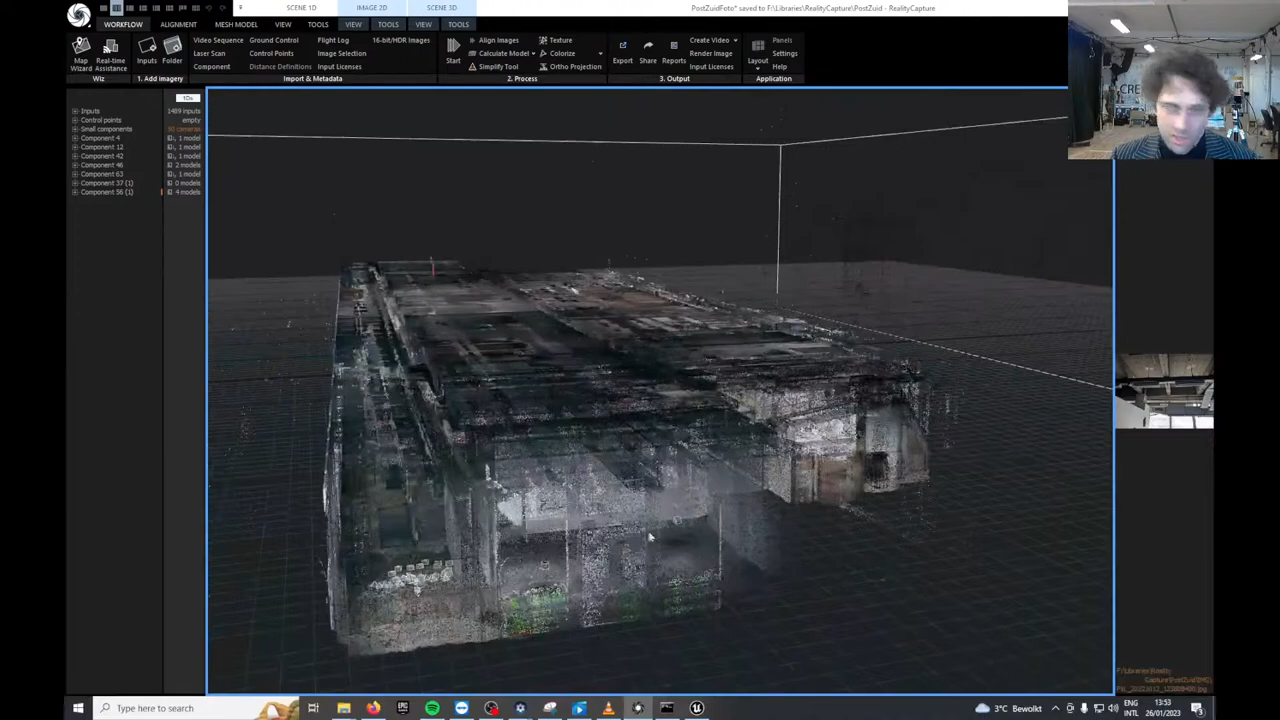 SCENE 1D IMAGE 2D SCENE 3D PostZuidFoto* saved to F:\Libraries\RealityCapture\PostZuid - RealityCapture
WORKFLOW ALIGNMENT MESH MODEL VIEW TOOLS VIEW TOOLS VIEW TOOLS
Map Wizard
Real-time Assistance
Wiz
Inputs
Folder
1. Add imagery
Video Sequence Ground Control Flight Log 16-bit/HDR Images
Laser Scan Control Points Image Selection
Component Distance Definitions Input Licenses
Import & Metadata
Start
Align Images Texture
Calculate Model Colorize
Simplify Tool Ortho Projection
2. Process
Export Share Reports
Create Video
Render Image
Input Licenses
3. Output
Layout
Panels
Settings
Help
Application
CRE
1Ds
Inputs 1489 inputs
Control points empty
Small components 30 cameras
Component 4 1 model
Component 12 1 model
Component 42 1 model
Component 46 2 models
Component 63 1 model
Component 37 (1) 0 models
Component 56 (1) 4 models
Type here to search
3°C Bewolkt
ENG
INTL
13:53
26/01/2023
3